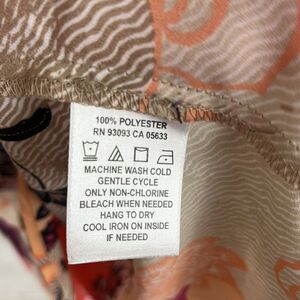 100% POLYESTER
RN 93093 CA 05633
MACHINE WASH COLD
GENTLE CYCLE
ONLY NON-CHLORINE
BLEACH WHEN NEEDED
HANG TO DRY
COOL IRON ON INSIDE
IF NEEDED